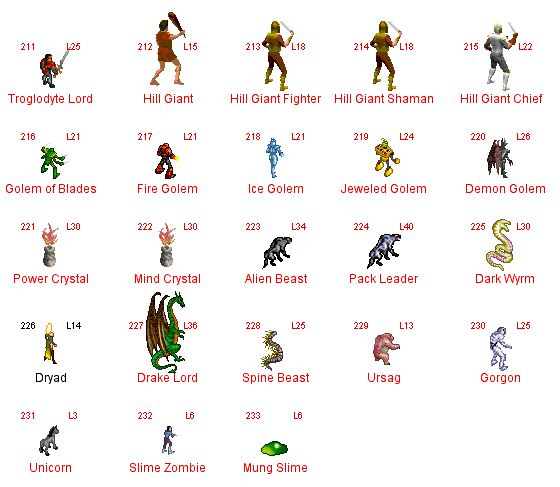 211 L25 212 L15 213 L18 214 L18 215 L22
Troglodyte Lord Hill Giant Hill Giant Fighter Hill Giant Shaman Hill Giant Chief
216 L21 217 L21 218 L21 219 L24 220 L26
Golem of Blades Fire Golem Ice Golem Jeweled Golem Demon Golem
221 L30 222 L30 223 L34 224 L40 225 L30
Power Crystal Mind Crystal Alien Beast Pack Leader Dark Wyrm
226 L14 227 L36 228 L25 229 L13 230 L25
Dryad Drake Lord Spine Beast Ursag Gorgon
231 L3 232 L6 233 L6
Unicorn Slime Zombie Mung Slime